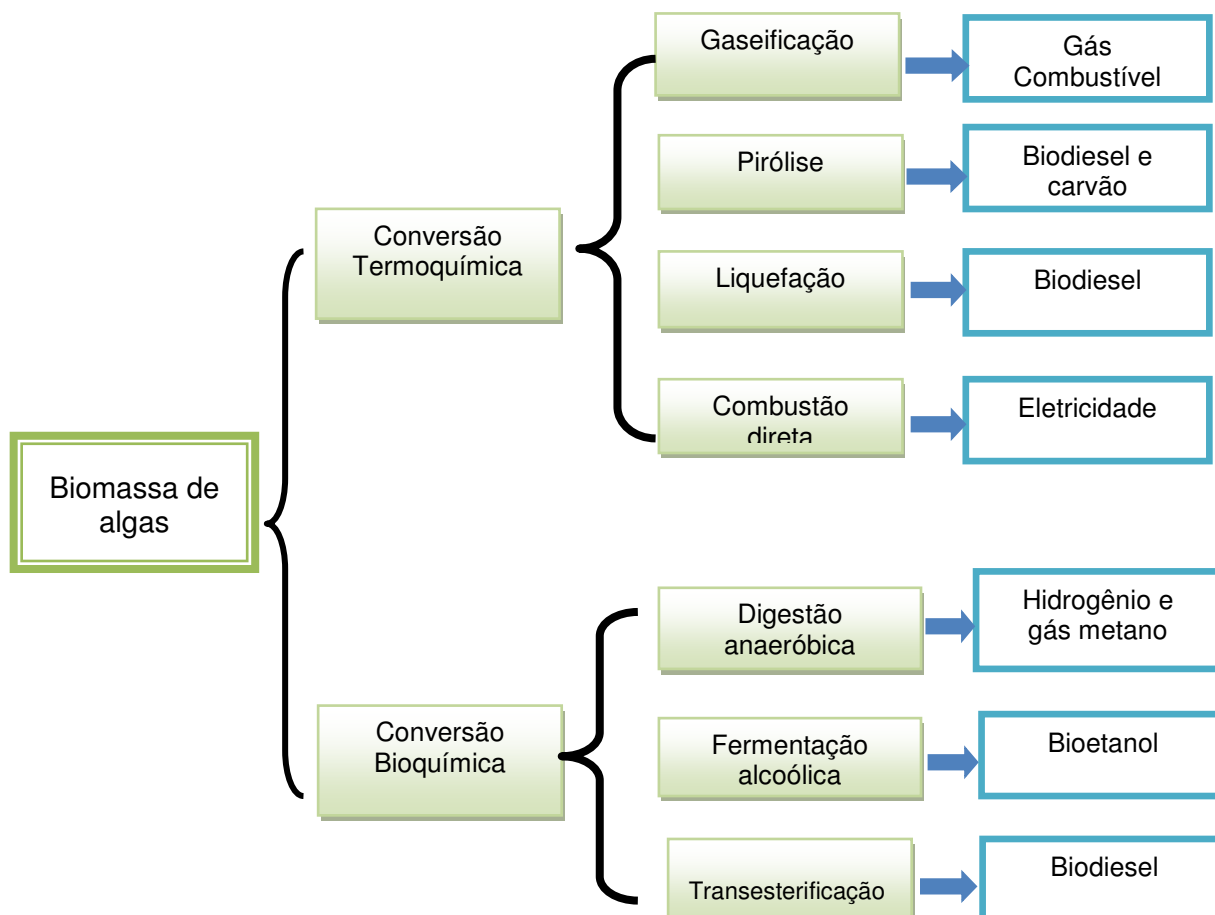 Gaseificação
Gás
Combustível
Pirólise
Biodiesel e
carvão
Conversão
Termoquímica
Liquefação
Biodiesel
Combustão
direta
Eletricidade
Biomassa de
algas
Digestão
anaeróbica
Hidrogênio e
gás metano
Conversão
Bioquímica
Fermentação
alcoólica
Bioetanol
Transesterificação
Biodiesel